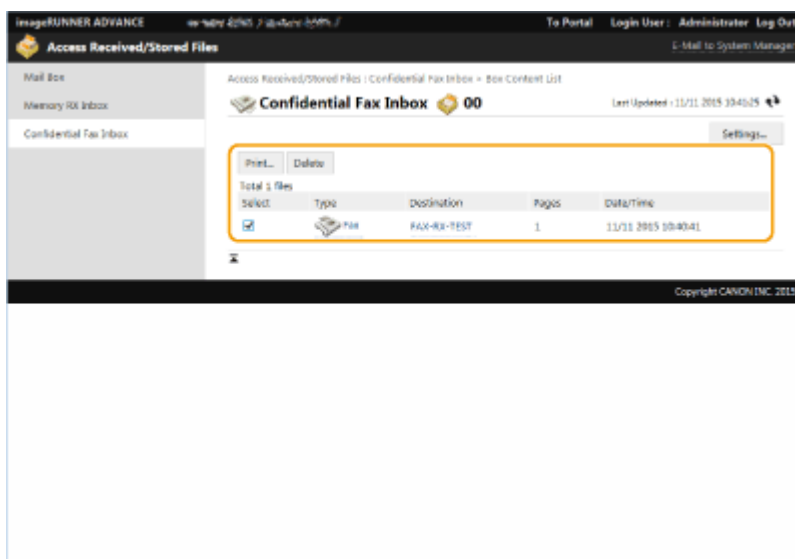 imageRUNNER ADVANCE To Portal Login User : Administrator Log Out
Access Received/Stored Files E-Mail to System Manager
Mail Box
Memory RX Inbox
Confidential Fax Inbox
Access Received/Stored Files : Confidential Fax Inbox > Box Content List
Confidential Fax Inbox 00 Last Updated : 11/11 2015 10:41:25
Settings...
Print... Delete
Total 1 files
Select Type Destination Pages Date/Time
Fax FAX-RX-TEST 1 11/11 2015 10:40:41
Copyright CANON INC. 2015